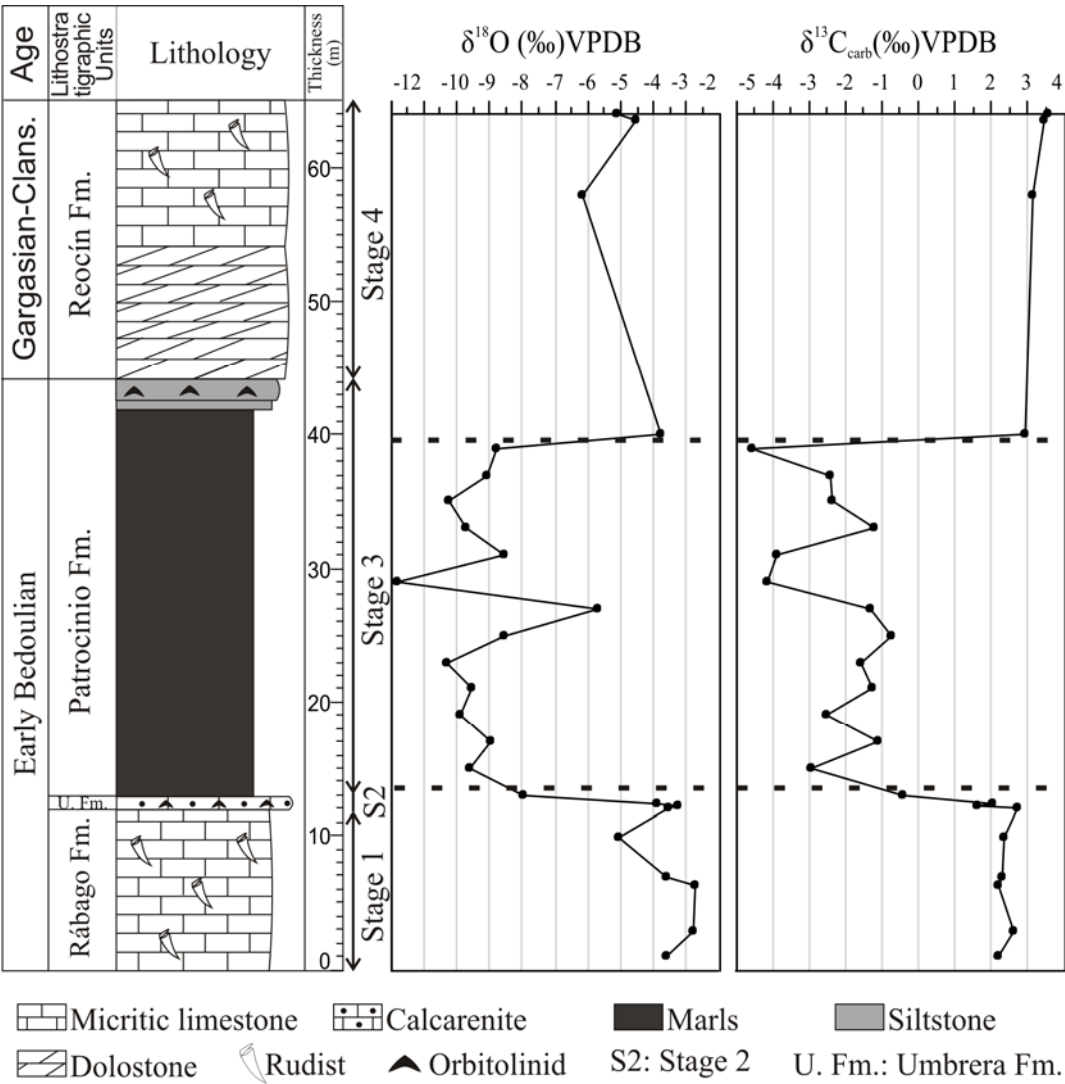 Age
Lithostra
tigraphic
Units
Lithology
Thickness
(m)
δ¹⁸O (‰)VPDB
-12 -10 -9 -8 -7 -6 -5 -4 -3 -2
δ¹³C_carb(‰)VPDB
-5 -4 -3 -2 -1 0 1 2 3 4
Gargasian-Clans.
Reocín Fm.
60
50
Stage 4
Early Bedoulian
Patrocinio Fm.
40
30
20
Stage 3
U. Fm.
S2
Rábago Fm.
10
0
Stage 1
Micritic limestone Calcarenite Marls Siltstone
Dolostone Rudist Orbitolinid S2: Stage 2 U. Fm.: Umbrera Fm.